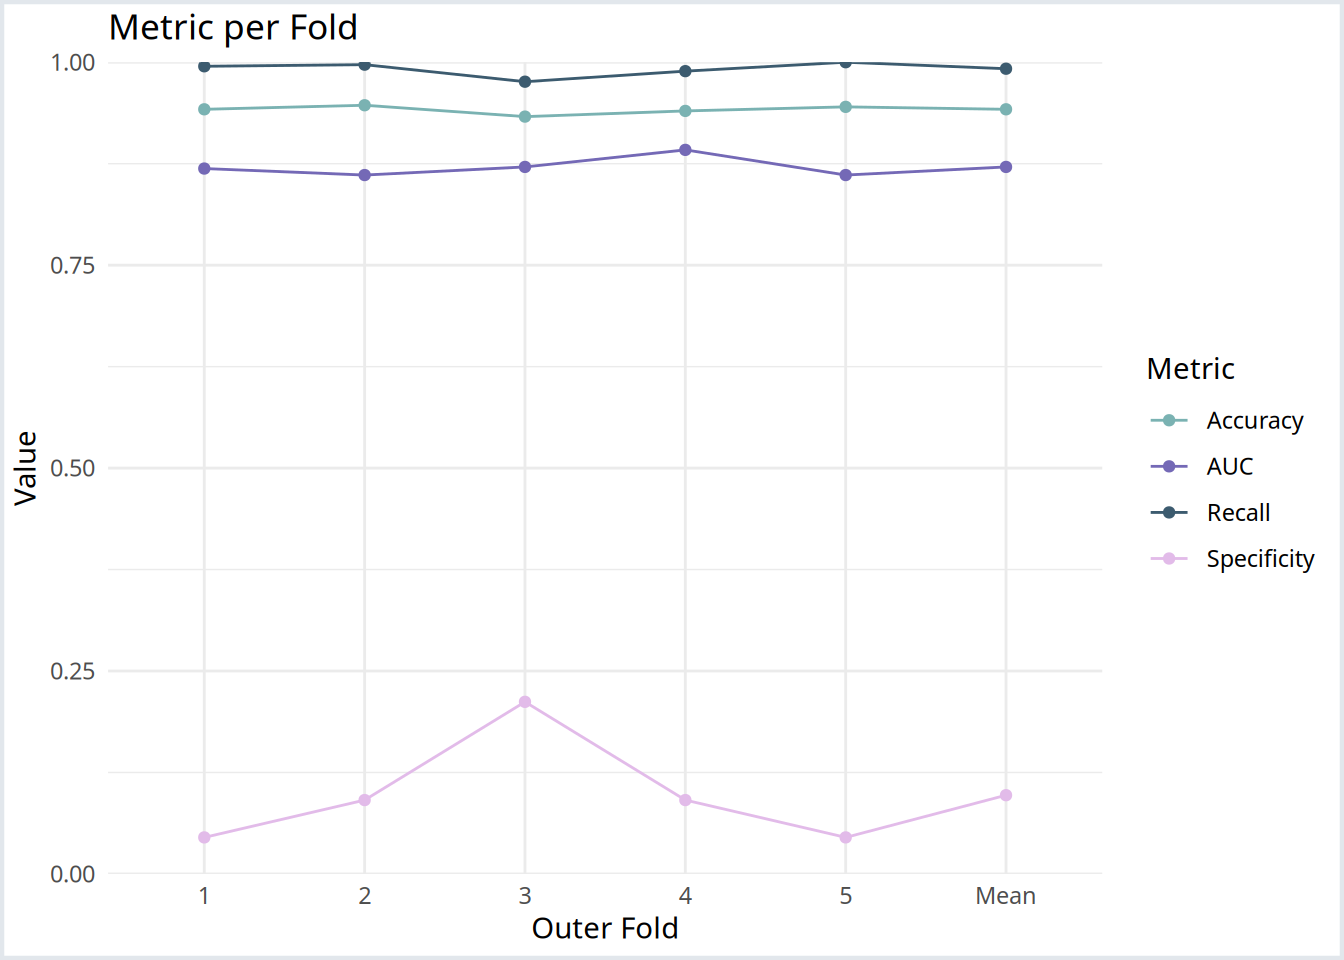 Metric per Fold
1.00
0.75
0.50
0.25
0.00
Value
1 2 3 4 5 Mean
Outer Fold
Metric
Accuracy
AUC
Recall
Specificity